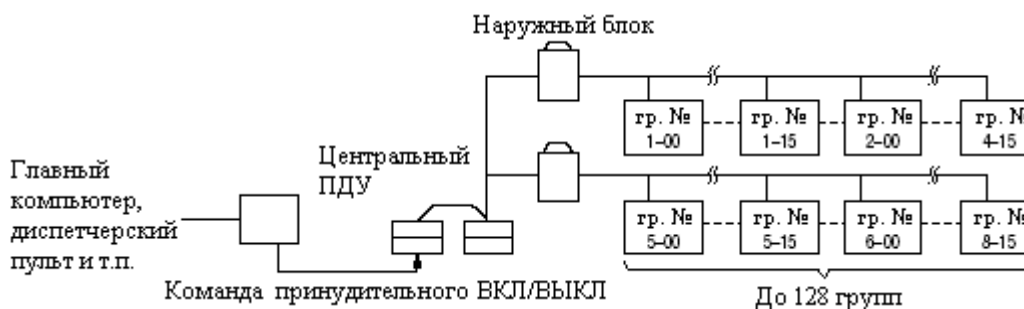 Наружный блок
гр. №
1–00
гр. №
1–15
гр. №
2–00
гр. №
4–15
Центральный
ПДУ
Главный
компьютер,
диспетчерский
пульт и т.п.
гр. №
5–00
гр. №
5–15
гр. №
6–00
гр. №
8–15
Команда принудительного ВКЛ/ВЫКЛ
До 128 групп